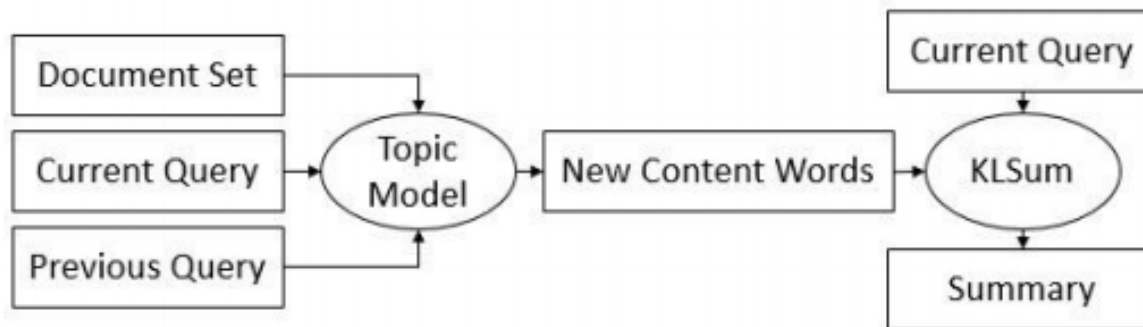 Document Set
Current Query
Previous Query
Topic
Model
New Content Words
Current Query
KLSum
Summary